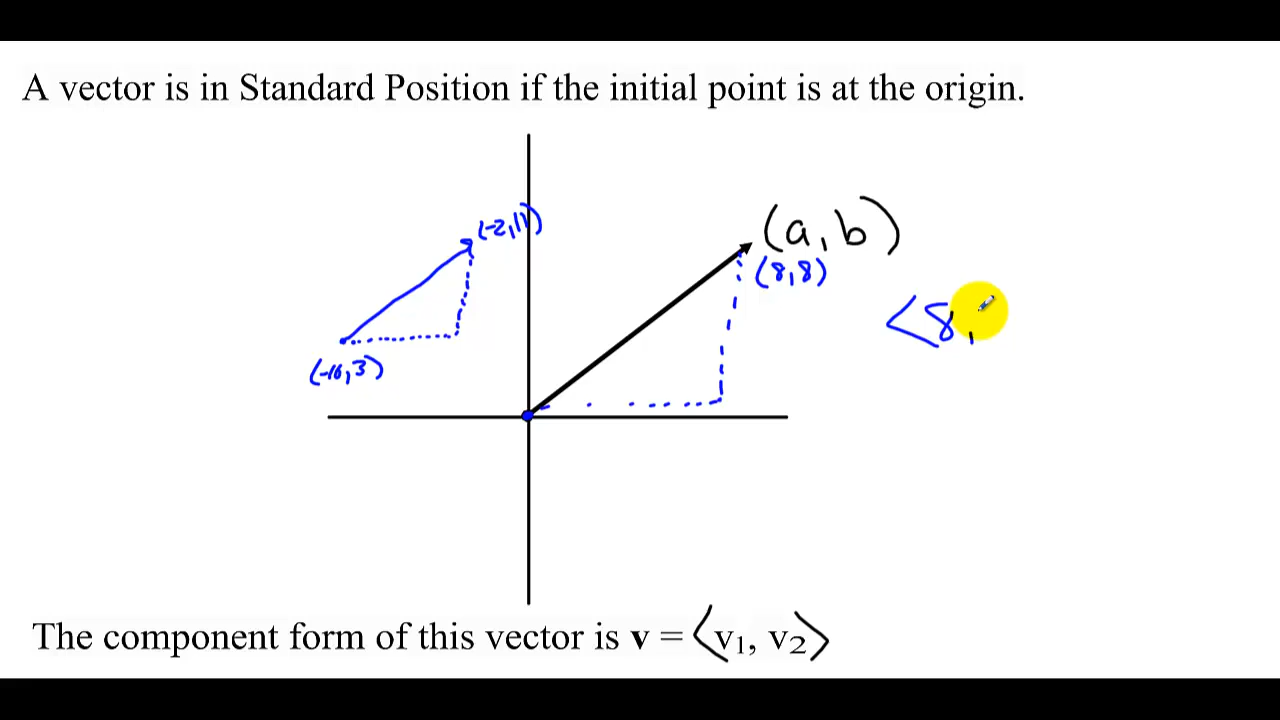 A vector is in Standard Position if the initial point is at the origin.
(-2,11)
(a,b)
(8,8)
<8,
(-10,3)
The component form of this vector is v = ⟨v₁, v₂⟩